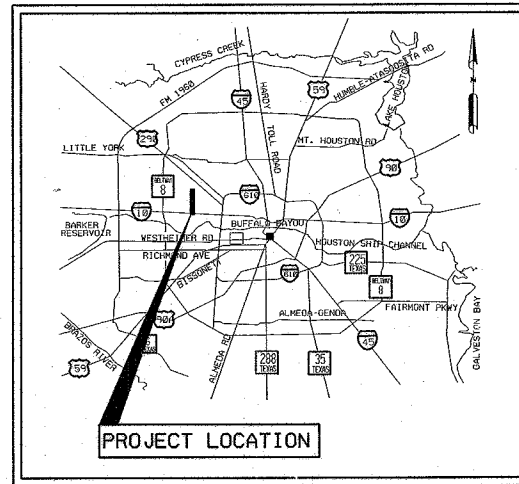 CYPRESS CREEK
HUMBLE-ATASCOSITA RD
FM 1960
45
59
LAKE HOUSTON
HARDY TOLL ROAD
290
MT. HOUSTON RD
LITTLE YORK
90
BELTWAY
8
610
10
BUFFALO BAYOU
10
BARKER
RESERVOIR
WESTHEIMER RD
HOUSTON SHIP CHANNEL
RICHMOND AVE
225
TEXAS
BISSONETT
610
BELTWAY
8
ALMEDA-GENOA
FAIRMONT PKWY
90A
GALVESTON BAY
BRAZOS RIVER
TEXAS
45
59
ALMEDA RD
288
TEXAS
35
TEXAS
PROJECT LOCATION